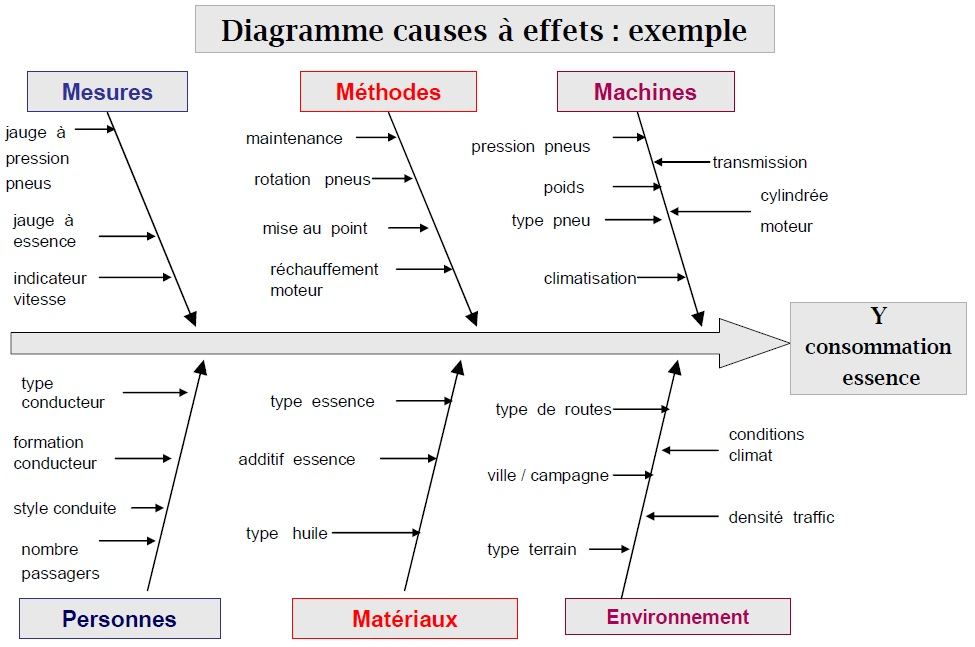 Diagramme causes à effets : exemple
Mesures
Méthodes
Machines
jauge à
pression
pneus
jauge à
essence
indicateur
vitesse
maintenance
rotation pneus
mise au point
réchauffement
moteur
pression pneus
transmission
poids
cylindrée
moteur
type pneu
climatisation
Y
consommation
essence
type
conducteur
formation
conducteur
style conduite
nombre
passagers
type essence
additif essence
type huile
type de routes
conditions
climat
ville / campagne
densité traffic
type terrain
Personnes
Matériaux
Environnement